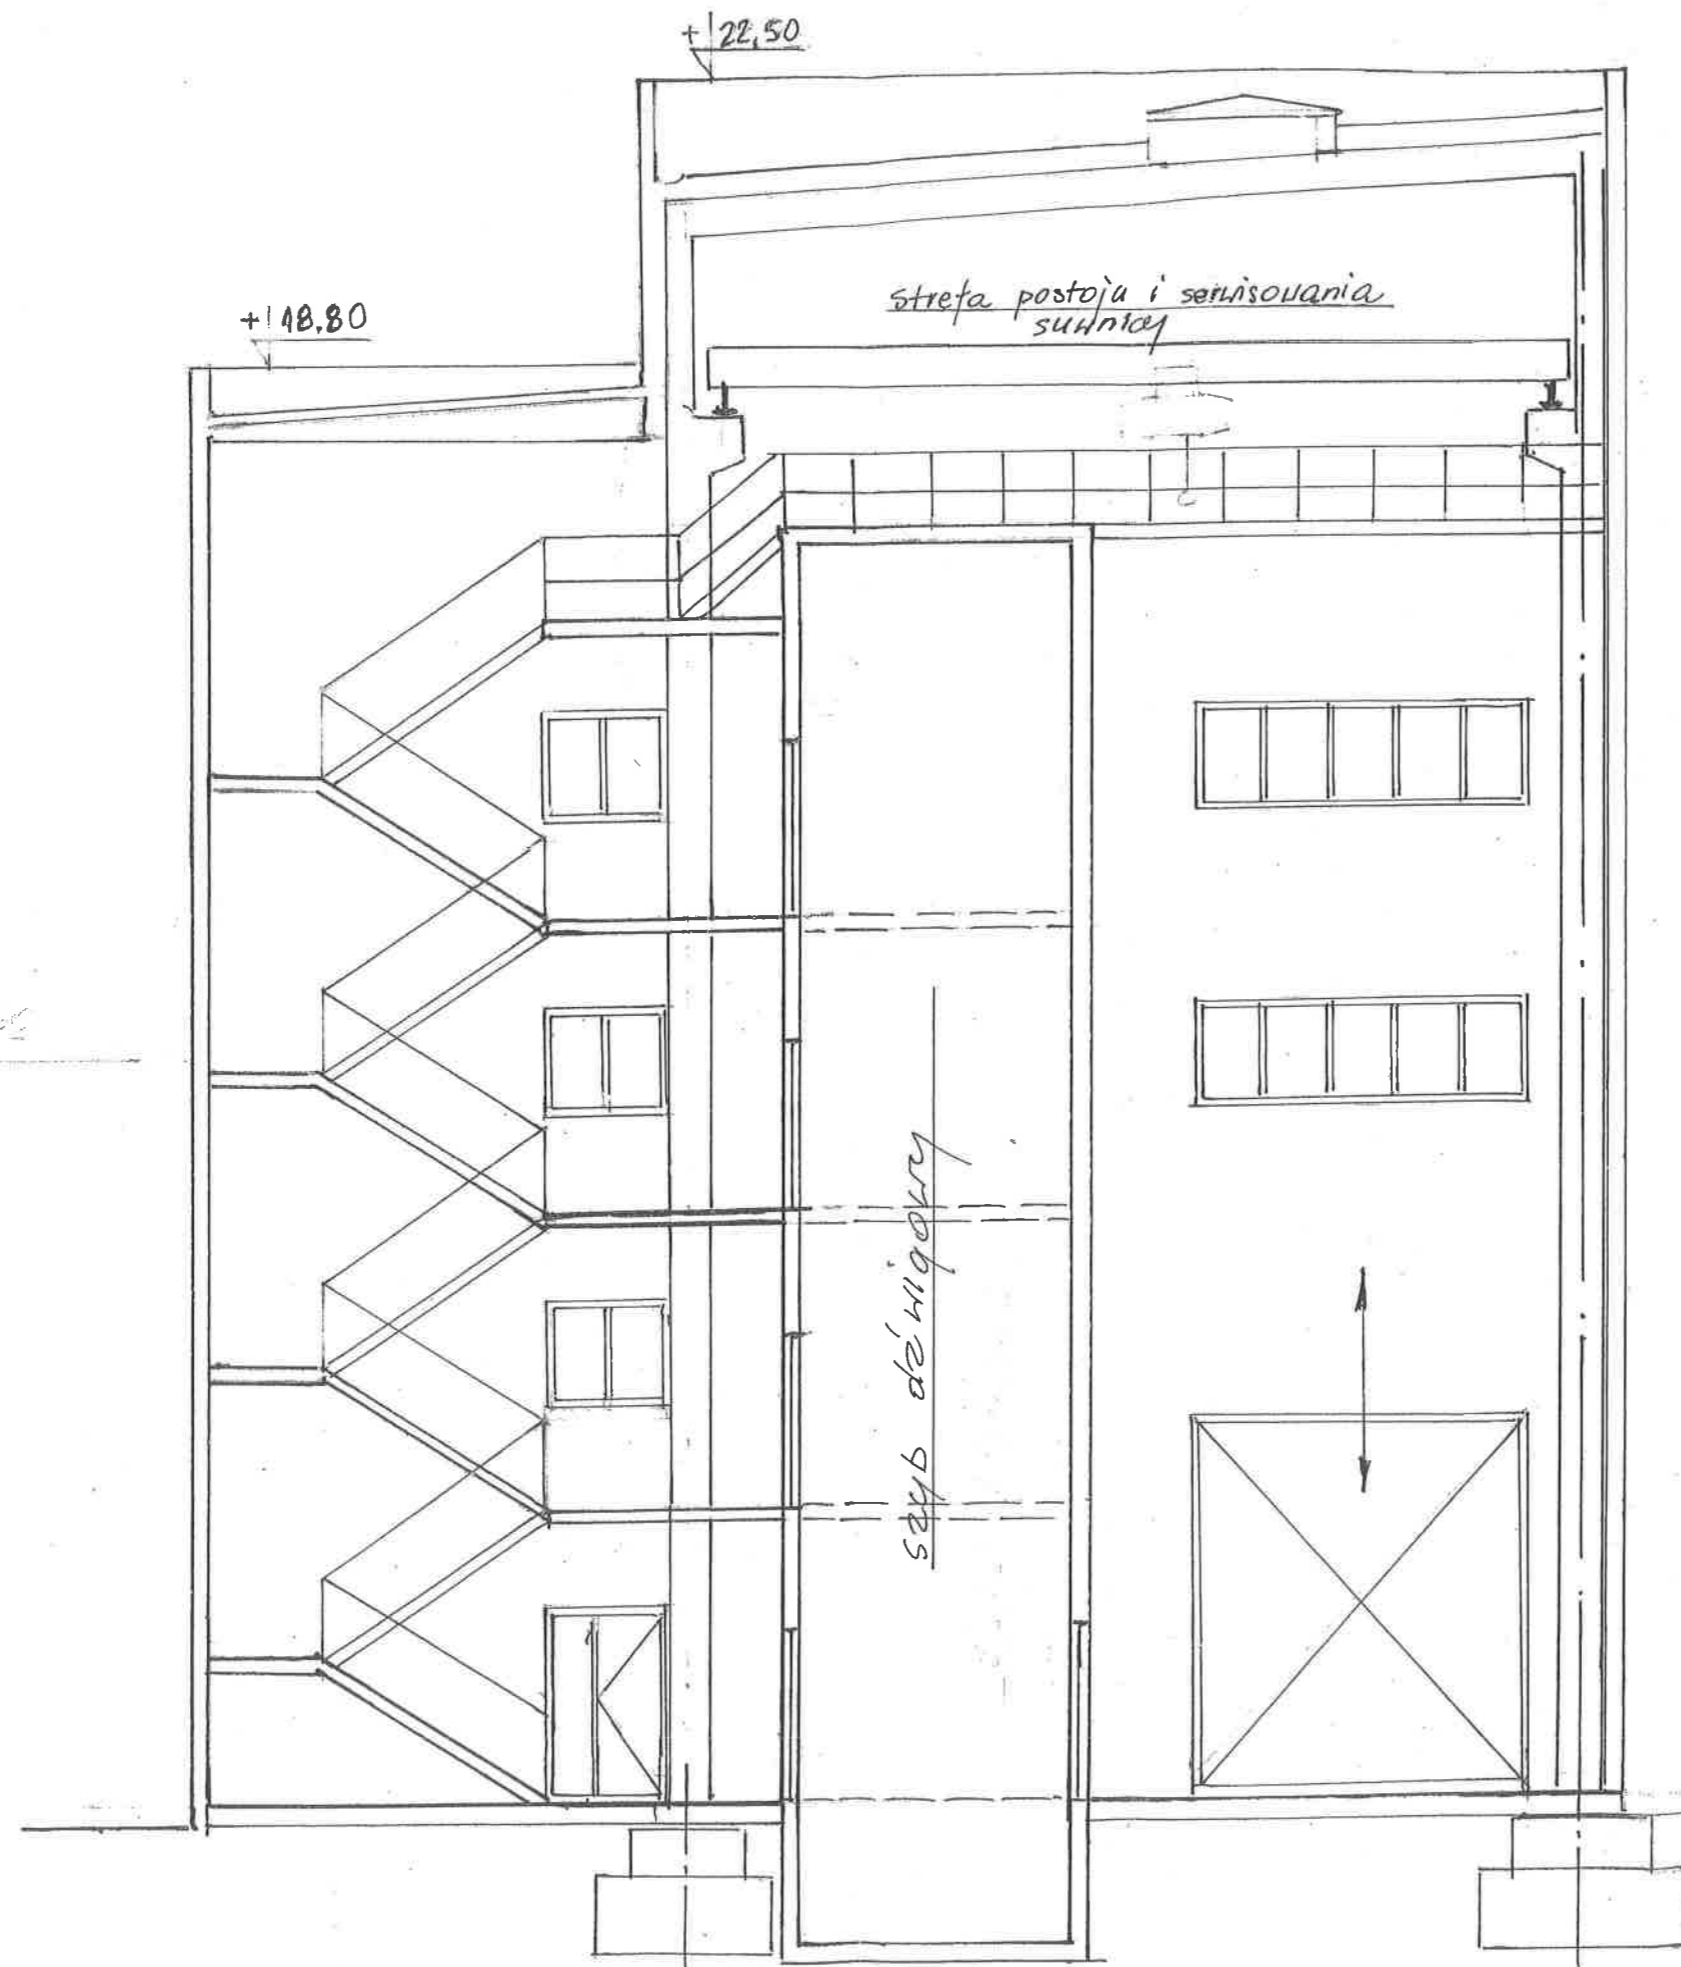 +22,50
+18.80
strefa postoju i serwisowania
suwnicy
szyb dźwigowy